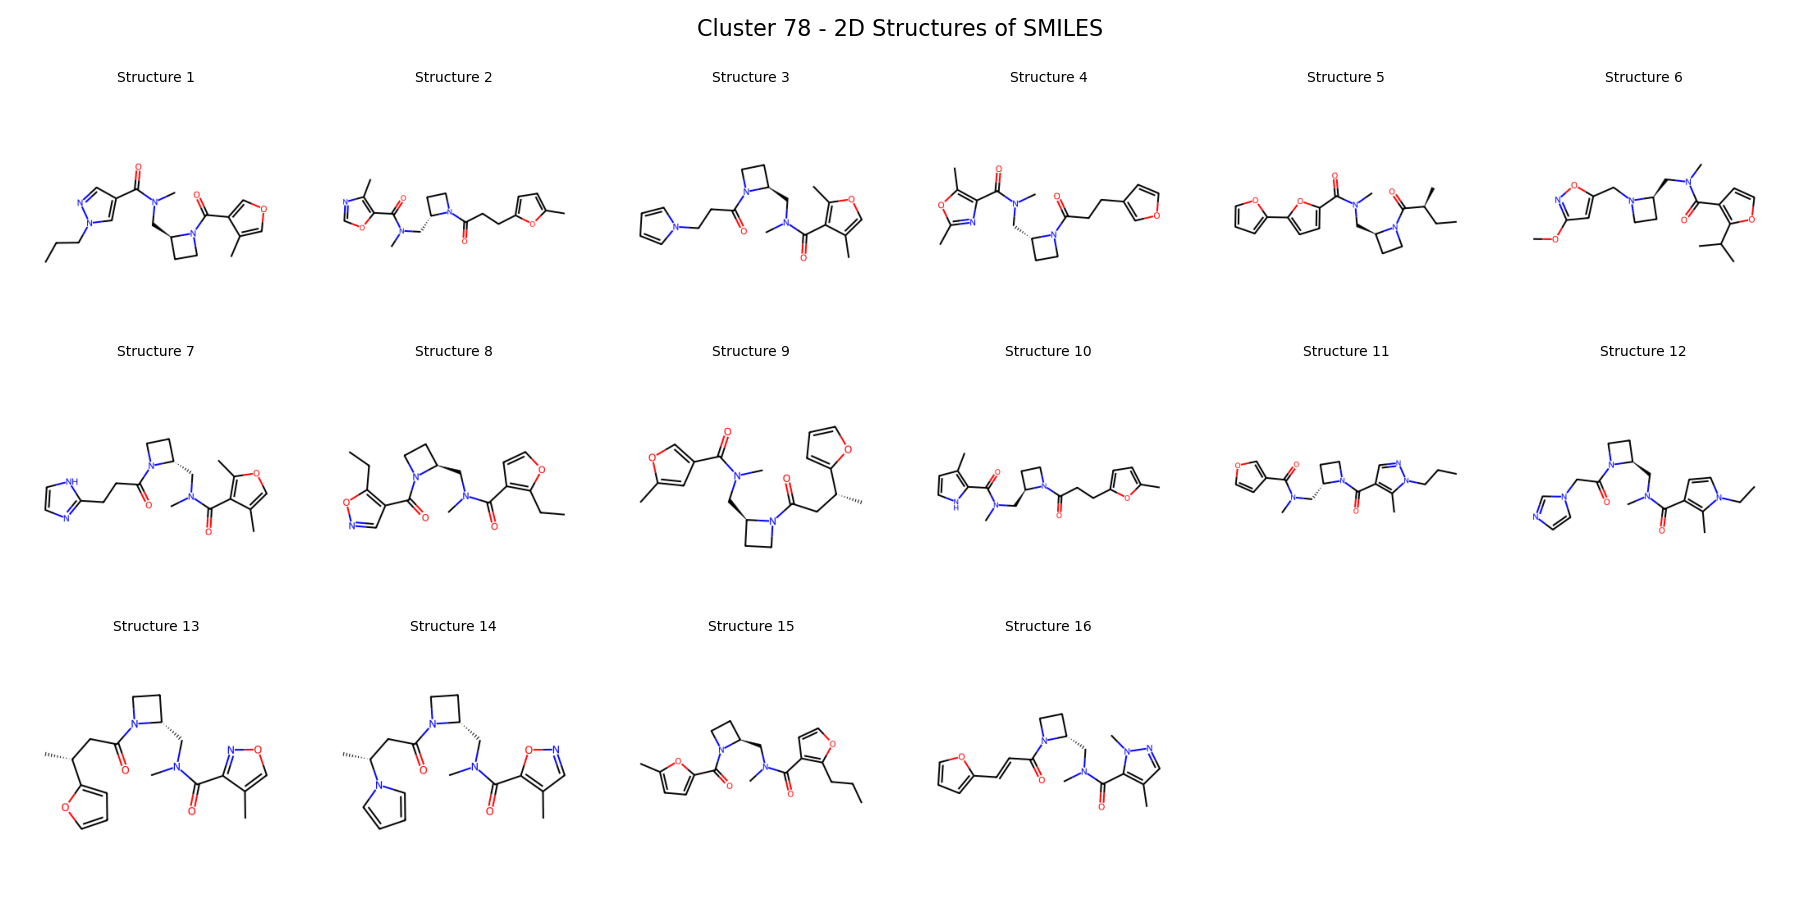 Cluster 78 - 2D Structures of SMILES
Structure 1
Structure 2
Structure 3
Structure 4
Structure 5
Structure 6
Structure 7
Structure 8
Structure 9
Structure 10
Structure 11
Structure 12
Structure 13
Structure 14
Structure 15
Structure 16